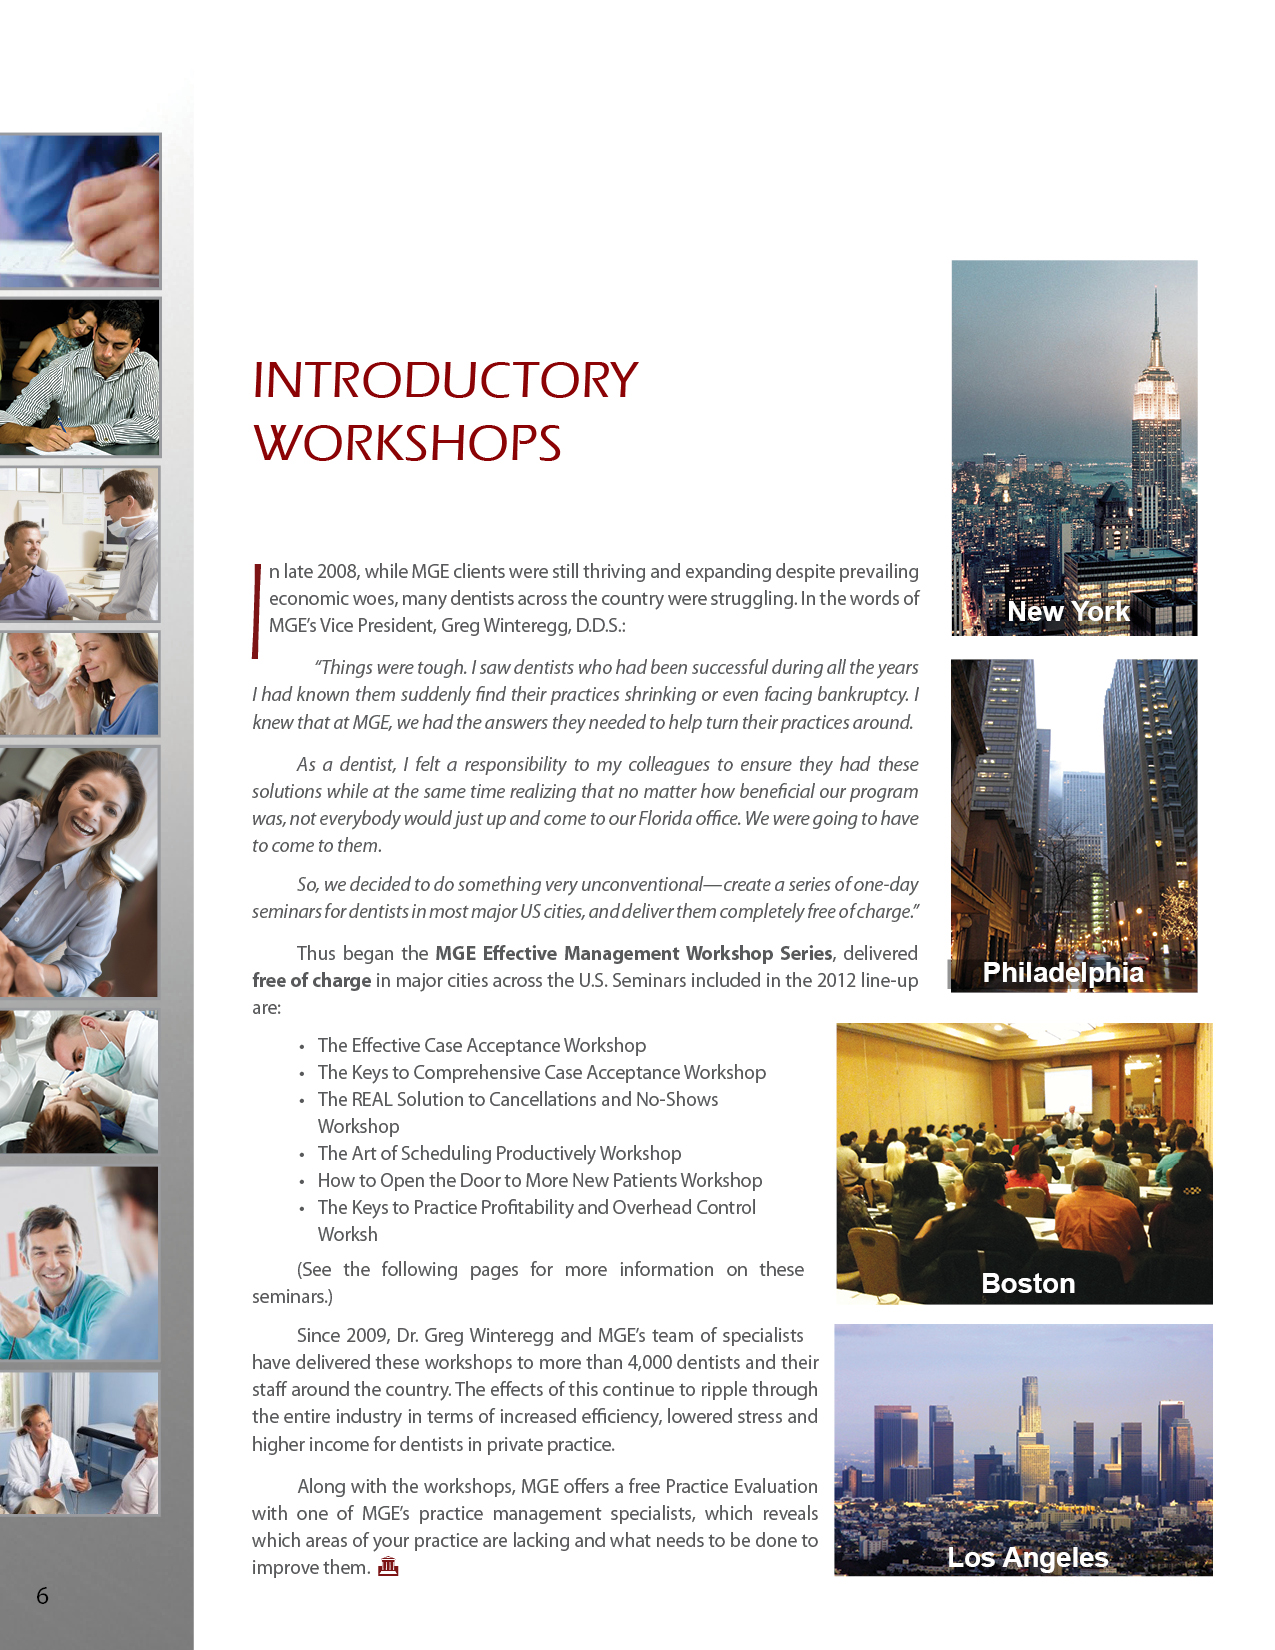 INTRODUCTORY
WORKSHOPS
In late 2008, while MGE clients were still thriving and expanding despite prevailing
economic woes, many dentists across the country were struggling. In the words of
MGE’s Vice President, Greg Winteregg, D.D.S.:
“Things were tough. I saw dentists who had been successful during all the years
I had known them suddenly find their practices shrinking or even facing bankruptcy. I
knew that at MGE, we had the answers they needed to help turn their practices around.
As a dentist, I felt a responsibility to my colleagues to ensure they had these
solutions while at the same time realizing that no matter how beneficial our program
was, not everybody would just up and come to our Florida office. We were going to have
to come to them.
So, we decided to do something very unconventional—create a series of one-day
seminars for dentists in most major US cities, and deliver them completely free of charge.”
Thus began the MGE Effective Management Workshop Series, delivered
free of charge in major cities across the U.S. Seminars included in the 2012 line-up
are:
• The Effective Case Acceptance Workshop
• The Keys to Comprehensive Case Acceptance Workshop
• The REAL Solution to Cancellations and No-Shows
Workshop
• The Art of Scheduling Productively Workshop
• How to Open the Door to More New Patients Workshop
• The Keys to Practice Profitability and Overhead Control
Worksh
(See the following pages for more information on these
seminars.)
Since 2009, Dr. Greg Winteregg and MGE’s team of specialists
have delivered these workshops to more than 4,000 dentists and their
staff around the country. The effects of this continue to ripple through
the entire industry in terms of increased efficiency, lowered stress and
higher income for dentists in private practice.
Along with the workshops, MGE offers a free Practice Evaluation
with one of MGE’s practice management specialists, which reveals
which areas of your practice are lacking and what needs to be done to
improve them.
New York
Philadelphia
Boston
Los Angeles
6